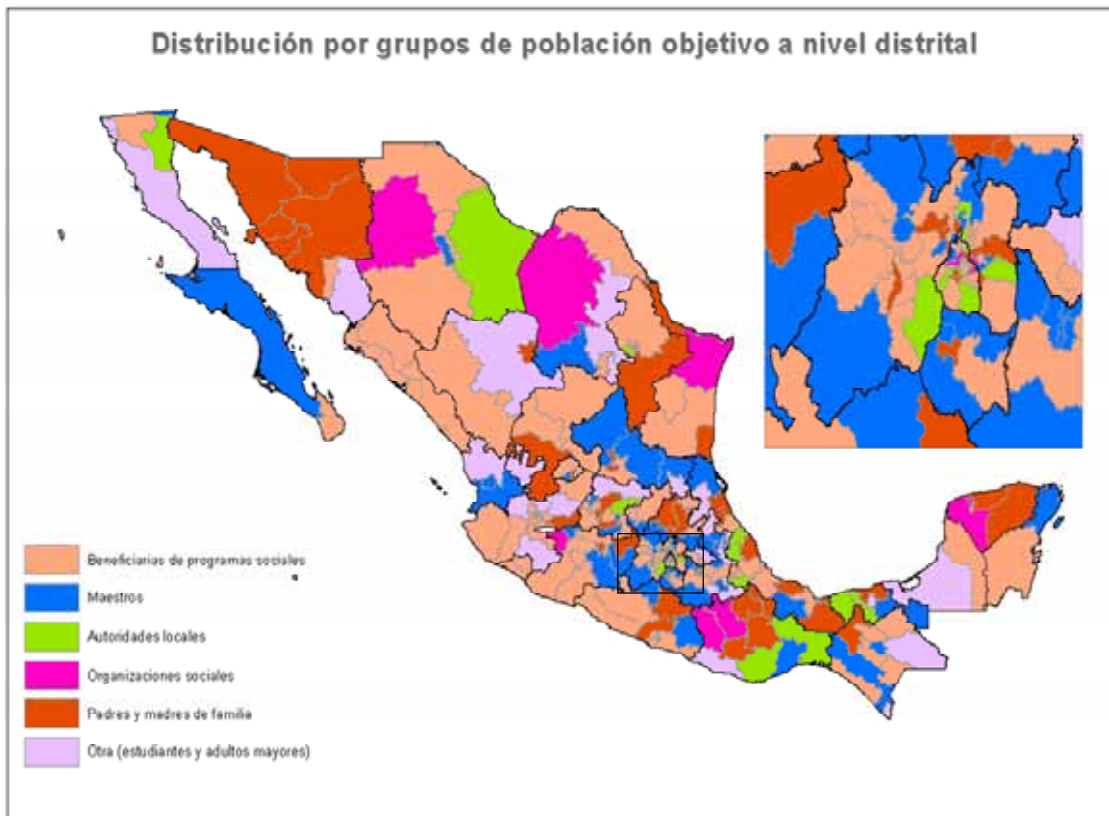 Distribución por grupos de población objetivo a nivel distrital
Beneficiarias de programas sociales
Maestros
Autoridades locales
Organizaciones sociales
Padres y madres de familia
Otra (estudiantes y adultos mayores)